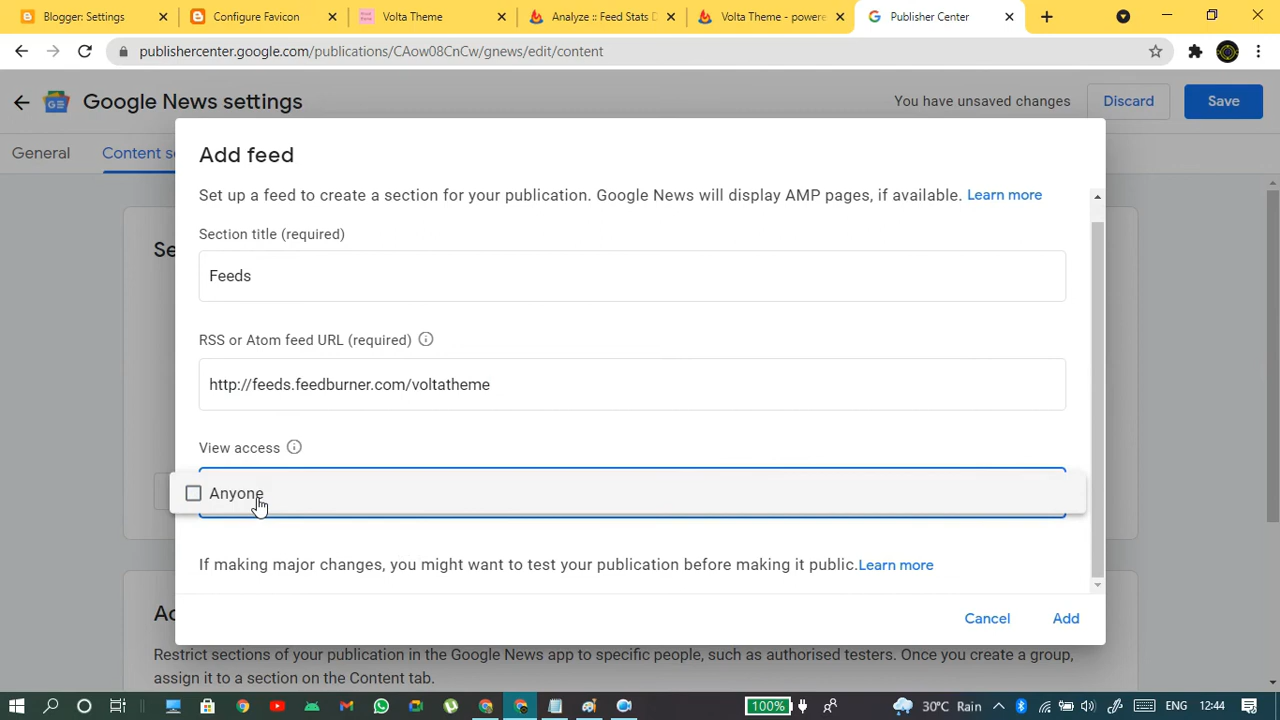 Blogger: Settings
Configure Favicon
Volta Theme
Analyze :: Feed Stats D
Volta Theme - powere
Publisher Center
publishercenter.google.com/publications/CAow08CnCw/gnews/edit/content
Google News settings
You have unsaved changes
Discard
Save
General
Content s
Add feed
Set up a feed to create a section for your publication. Google News will display AMP pages, if available. Learn more
Se
Section title (required)
Feeds
RSS or Atom feed URL (required)
http://feeds.feedburner.com/voltatheme
View access
Anyone
If making major changes, you might want to test your publication before making it public.Learn more
Ac
Cancel
Add
Restrict sections of your publication in the Google News app to specific people, such as authorised testers. Once you create a group,
assign it to a section on the Content tab.
100%
30°C Rain
ENG
12:44